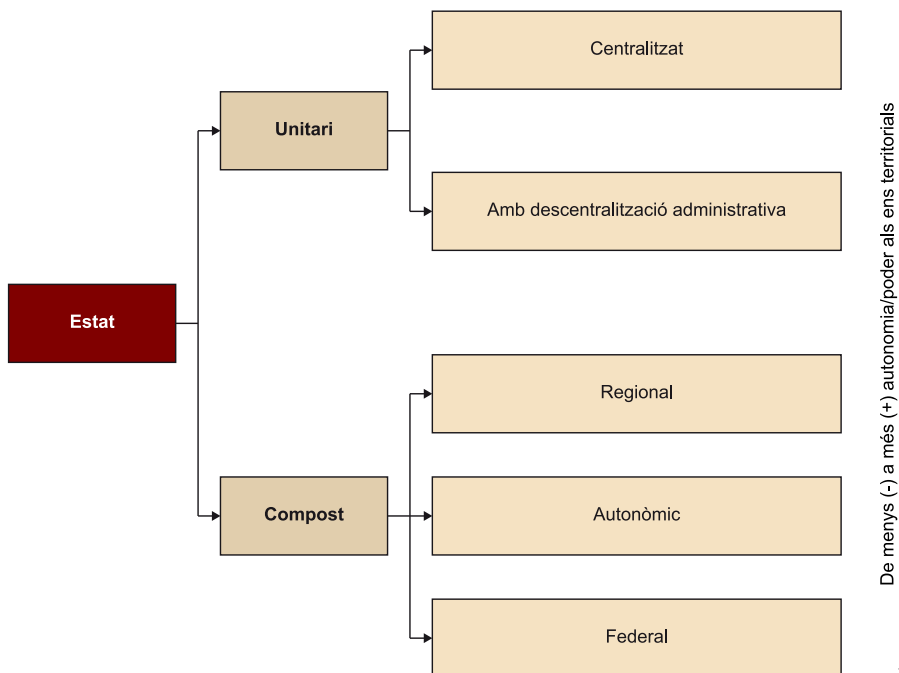 Centralitzat
Unitari
Amb descentralització administrativa
Estat
Regional
Compost
Autonòmic
Federal
De menys (-) a més (+) autonomia/poder als ens territorials